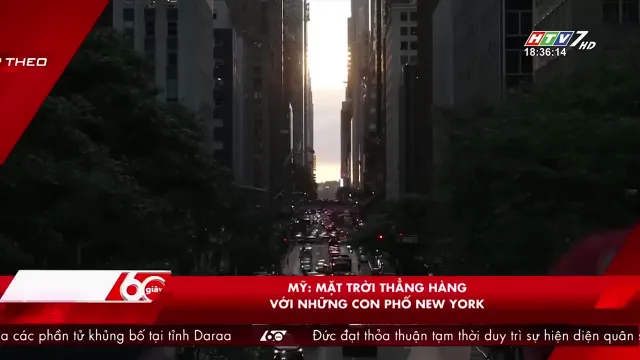 HTV7 HD
18:36:14
THEO
60 giây
MỸ: MẶT TRỜI THẲNG HÀNG
VỚI NHỮNG CON PHỐ NEW YORK
a các phần tử khủng bố tại tỉnh Daraa 60 giây Đức đạt thỏa thuận tạm thời duy trì sự hiện diện quân